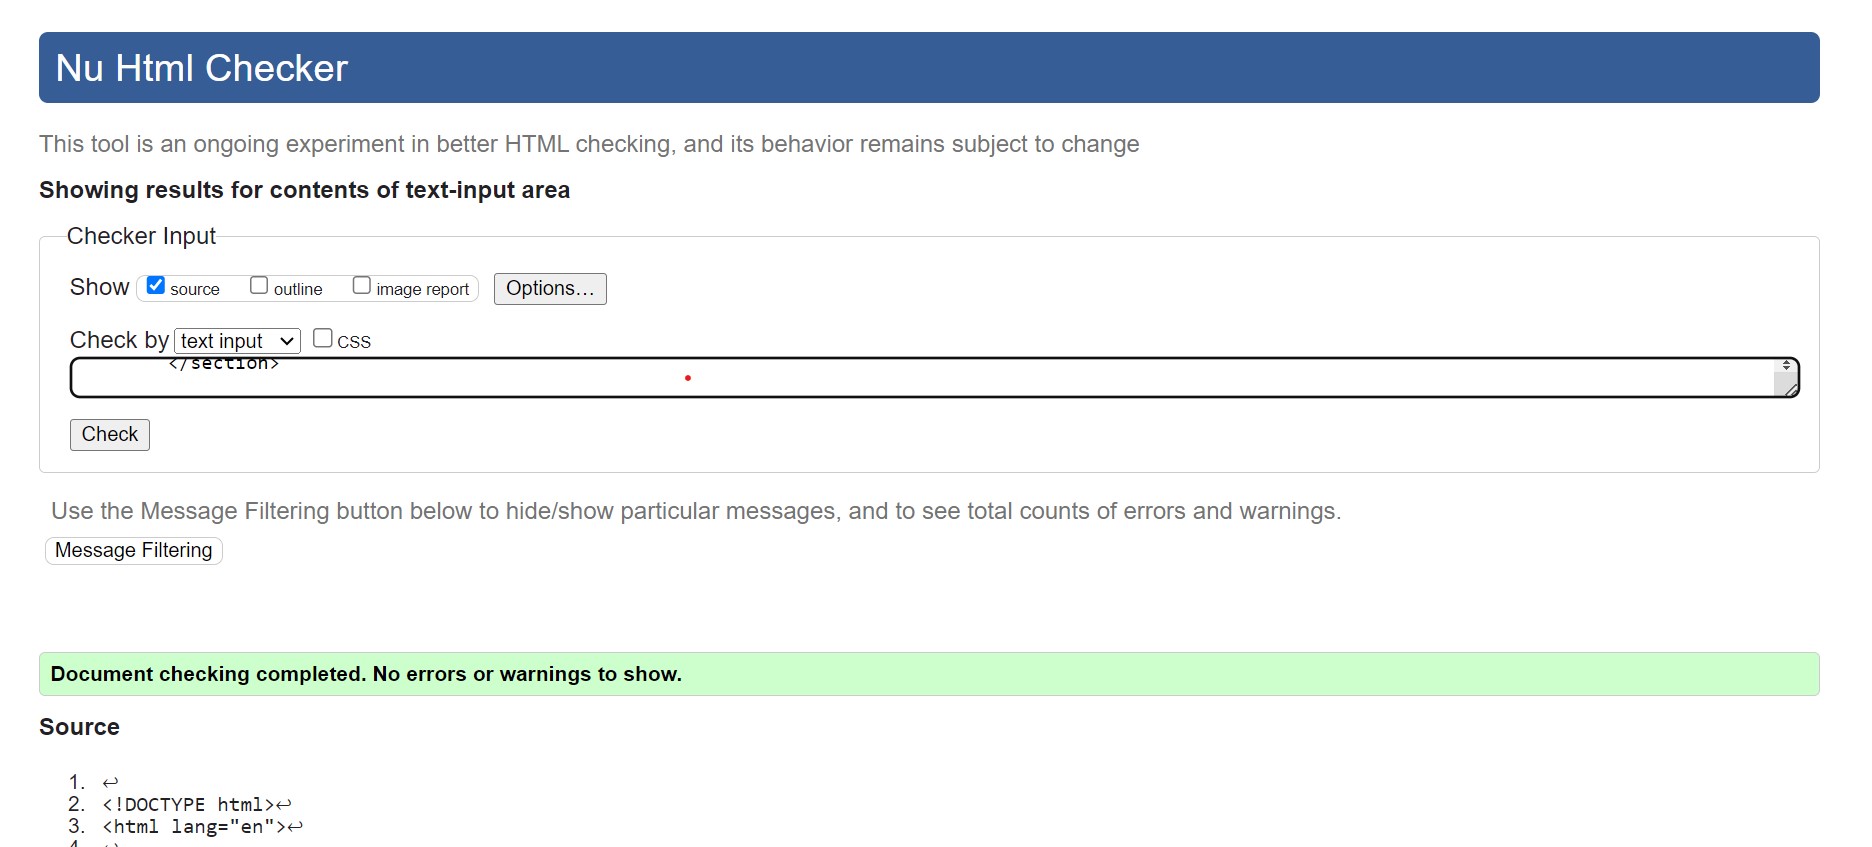 Nu Html Checker
This tool is an ongoing experiment in better HTML checking, and its behavior remains subject to change
Showing results for contents of text-input area
Checker Input
Show source outline image report Options...
Check by text input CSS
</section>
Check
Use the Message Filtering button below to hide/show particular messages, and to see total counts of errors and warnings.
Message Filtering
Document checking completed. No errors or warnings to show.
Source
1. ↩
2. <!DOCTYPE html>↩
3. <html lang="en">↩
4. ↩